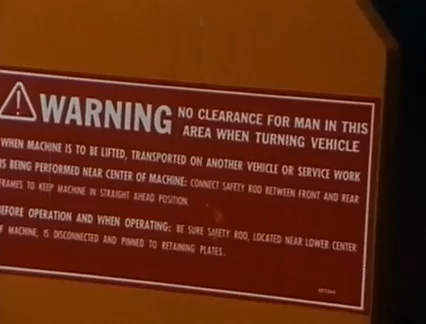 WARNING NO CLEARANCE FOR MAN IN THIS
AREA WHEN TURNING VEHICLE
WHEN MACHINE IS TO BE LIFTED, TRANSPORTED ON ANOTHER VEHICLE OR SERVICE WORK
IS BEING PERFORMED NEAR CENTER OF MACHINE: CONNECT SAFETY ROD BETWEEN FRONT AND REAR
FRAMES TO KEEP MACHINE IN STRAIGHT AHEAD POSITION.
BEFORE OPERATION AND WHEN OPERATING: BE SURE SAFETY ROD, LOCATED NEAR LOWER CENTER
OF MACHINE, IS DISCONNECTED AND PINNED TO RETAINING PLATES.